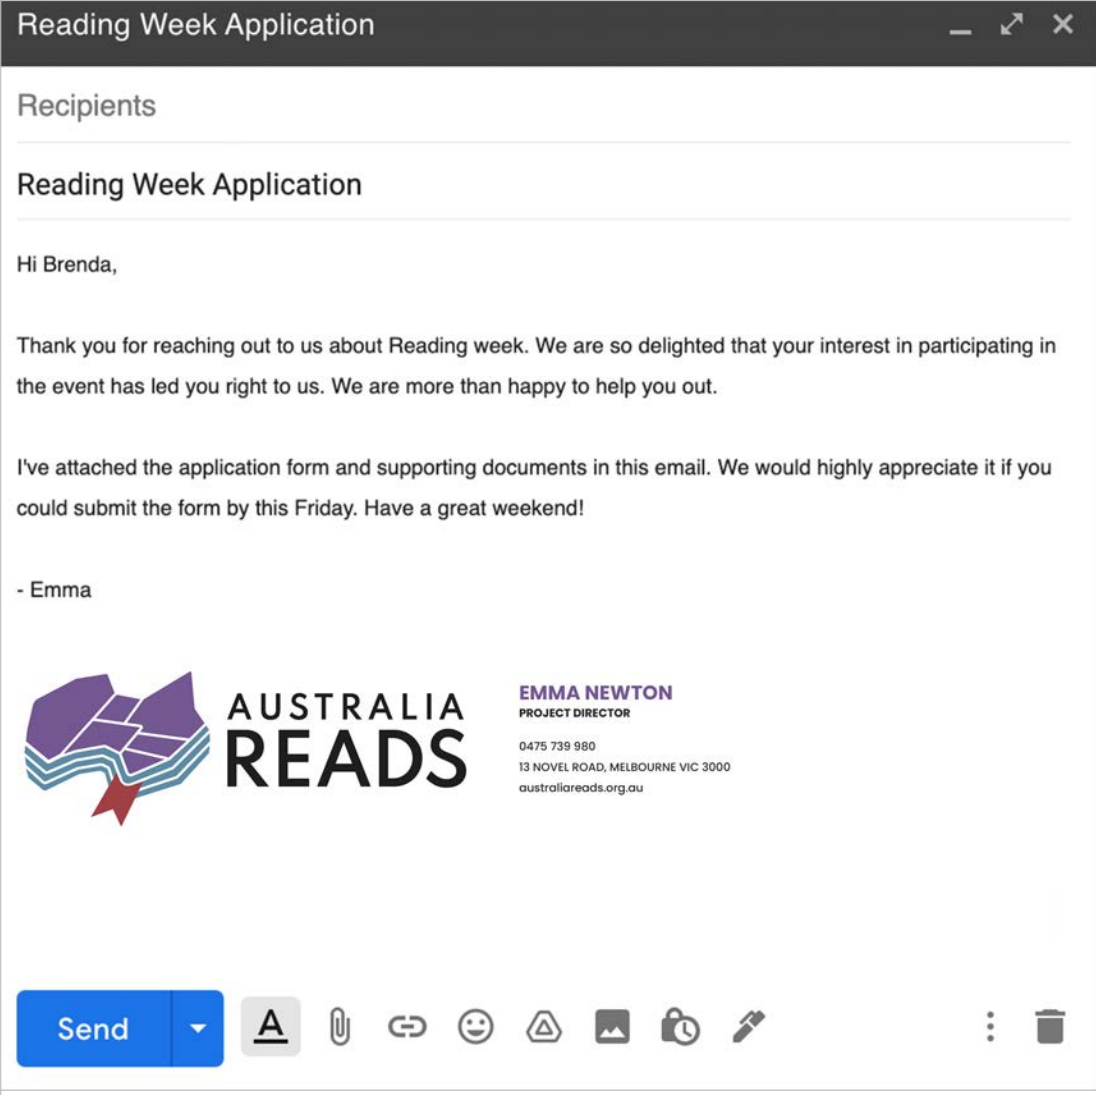 Reading Week Application
Recipients
Reading Week Application
Hi Brenda,
Thank you for reaching out to us about Reading week. We are so delighted that your interest in participating in
the event has led you right to us. We are more than happy to help you out.
I've attached the application form and supporting documents in this email. We would highly appreciate it if you
could submit the form by this Friday. Have a great weekend!
- Emma
AUSTRALIA
READS
EMMA NEWTON
PROJECT DIRECTOR
0475 739 980
13 NOVEL ROAD, MELBOURNE VIC 3000
australiareads.org.au
Send
A